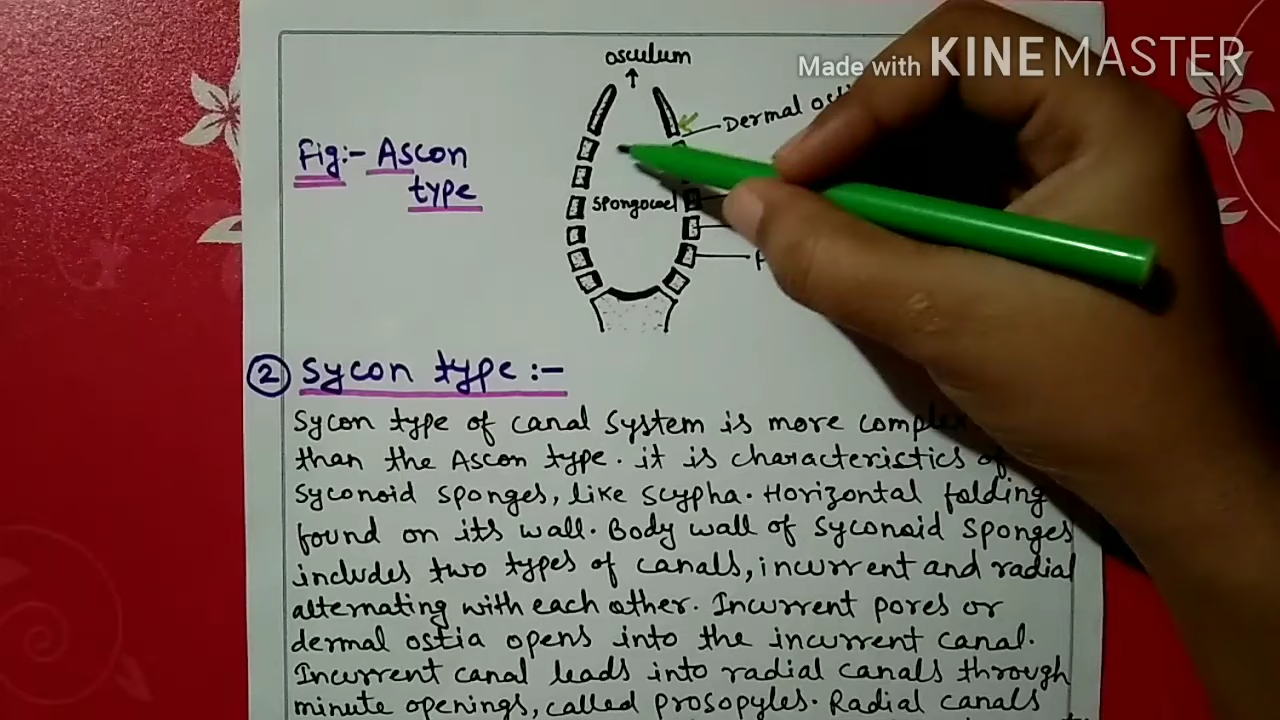 Made with KINEMASTER
osculum
Dermal
Fig:- Ascon
type
Spongocoel
② Sycon type :-
Sycon type of canal system is more
than the Ascon type. it is characteristics of
syconoid sponges, like scypha. Horizontal folding
found on its wall. Body wall of syconoid sponges
includes two types of canals, incurrent and radial
alternating with each other. Incurrent pores or
dermal ostia opens into the incurrent canal.
Incurrent canal leads into radial canals through
minute openings, called prosopyles. Radial canals